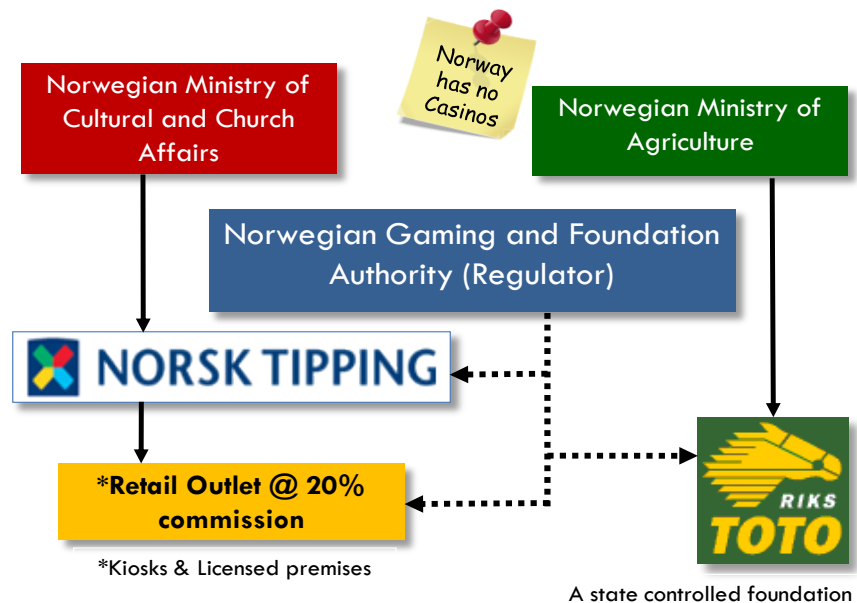 Norway
has no
Casinos
Norwegian Ministry of
Cultural and Church
Affairs
Norwegian Ministry of
Agriculture
Norwegian Gaming and Foundation
Authority (Regulator)
NORSK TIPPING
*Retail Outlet @ 20%
commission
*Kiosks & Licensed premises
RIKS
TOTO
A state controlled foundation